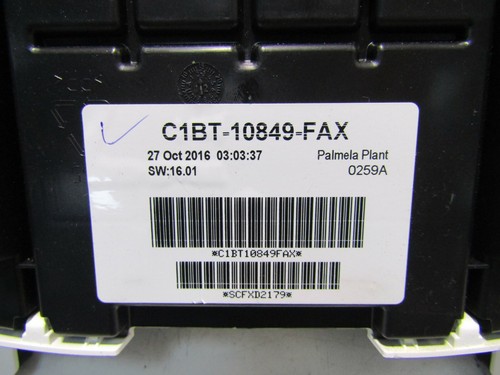 C1BT-10849-FAX
27 Oct 2016 03:03:37 Palmela Plant
SW:16.01 0259A
*C1BT10849FAX*
*SCFXD2179*